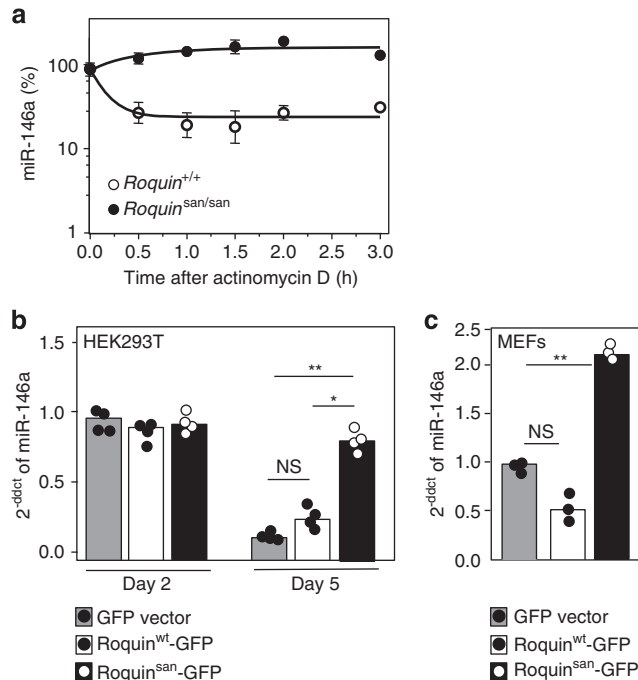 a
miR-146a (%)
100
10
1
Roquin+/+
Roquinsan/san
0.0 0.5 1.0 1.5 2.0 3.0
Time after actinomycin D (h)
b
HEK293T
2-ddct of miR-146a
1.5
1.0
0.5
0.0
**
*
NS
Day 2 Day 5
GFP vector
Roquinwt-GFP
Roquinsan-GFP
c
MEFs
2-ddct of miR-146a
2.5
2.0
1.5
1.0
0.5
0.0
**
NS
GFP vector
Roquinwt-GFP
Roquinsan-GFP